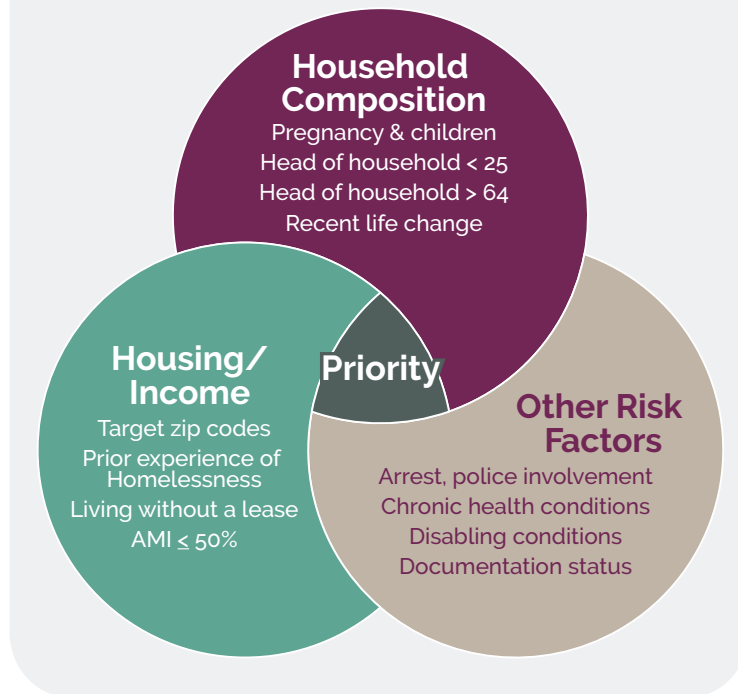 Household
Composition
Pregnancy & children
Head of household < 25
Head of household > 64
Recent life change
Priority
Housing/
Income
Target zip codes
Prior experience of
Homelessness
Living without a lease
AMI ≤ 50%
Other Risk
Factors
Arrest, police involvement
Chronic health conditions
Disabling conditions
Documentation status